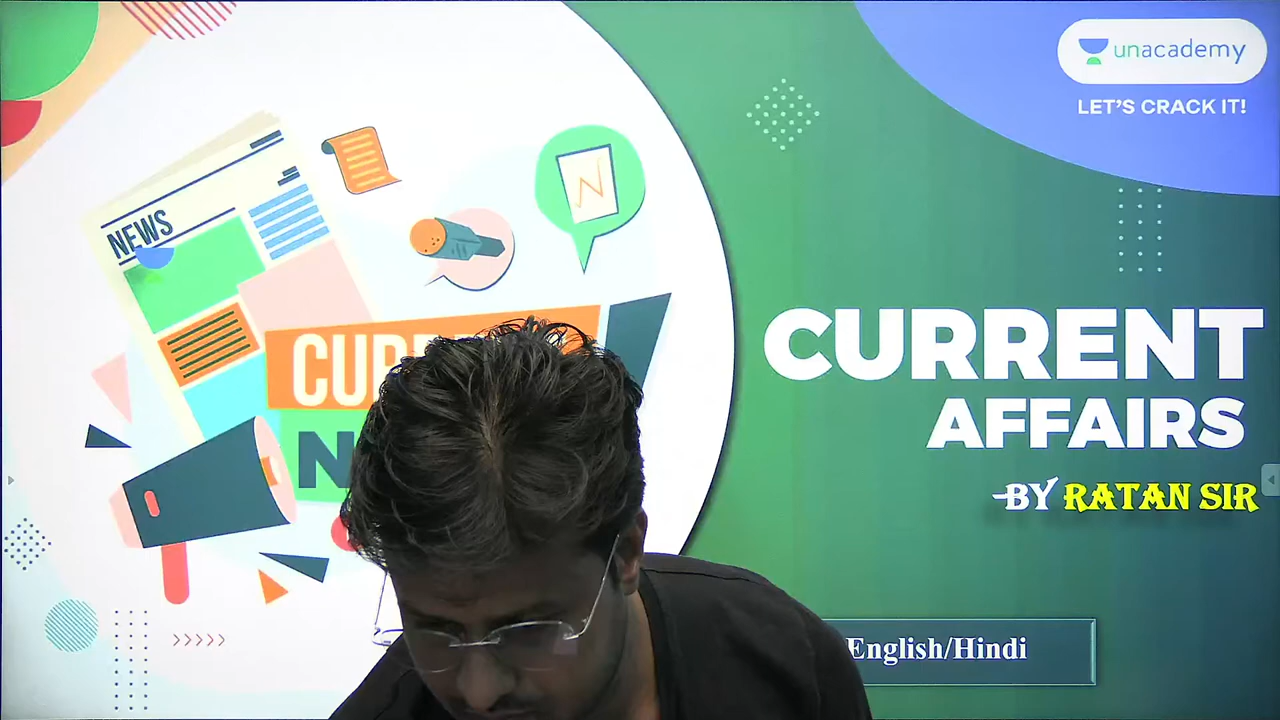 unacademy
LET'S CRACK IT!
NEWS
CURRENT
AFFAIRS
-BY RATAN SIR
English/Hindi